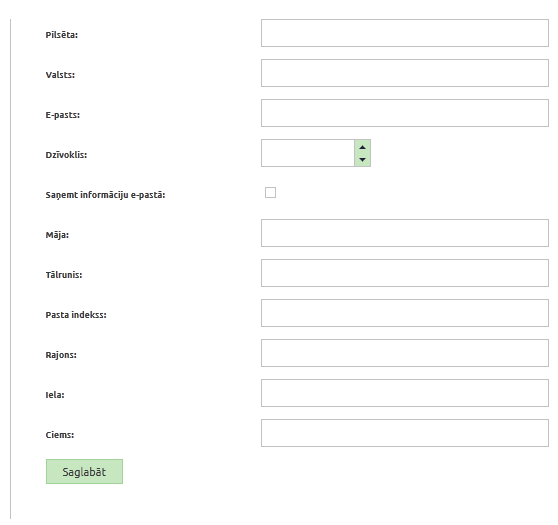 Pilsēta:
Valsts:
E-pasts:
Dzīvoklis:
Saņemt informāciju e-pastā:
Māja:
Tālrunis:
Pasta indekss:
Rajons:
Iela:
Ciems:
Saglabāt